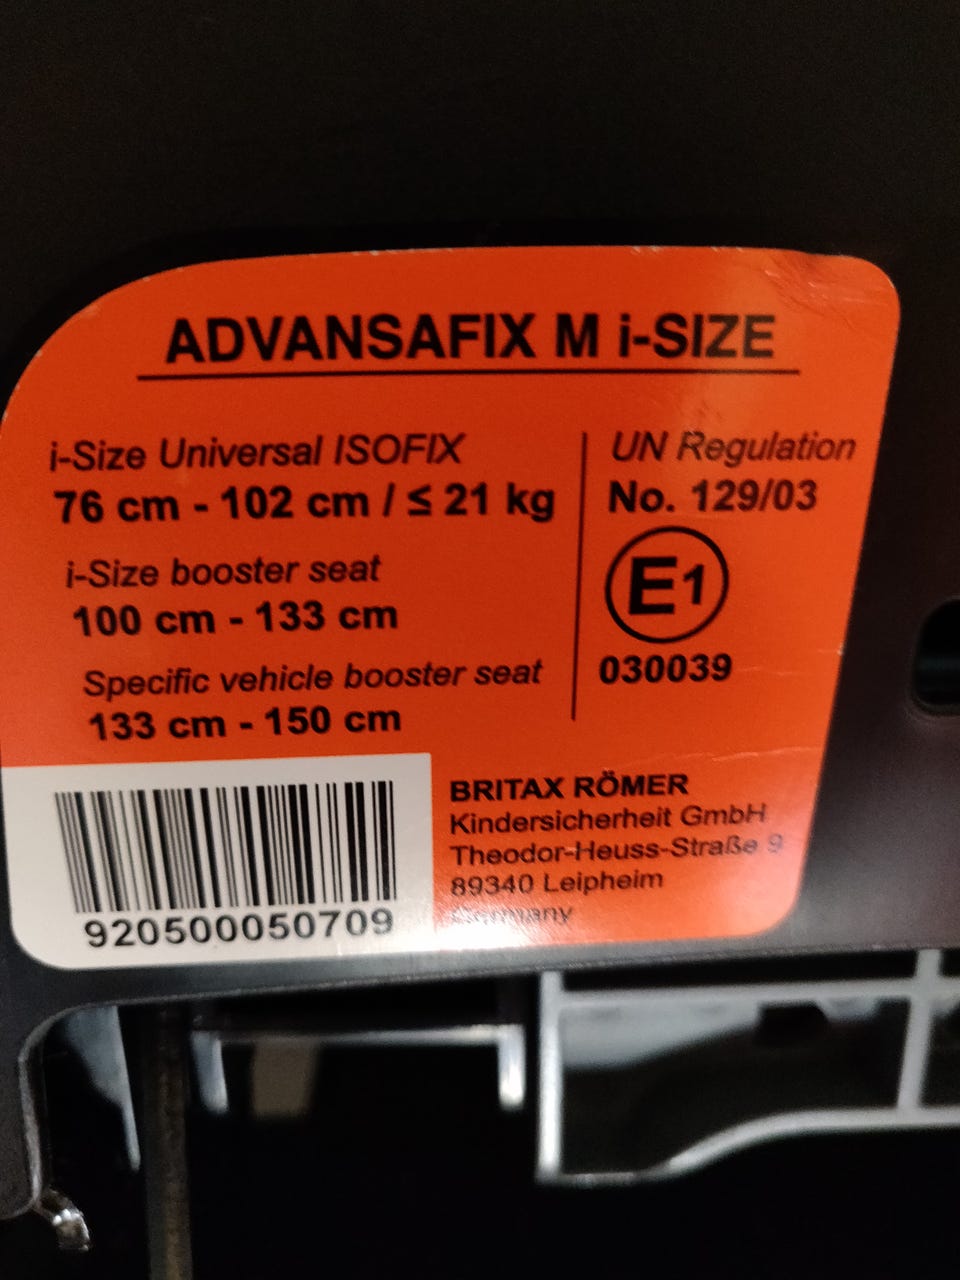 ADVANSAFIX M i-SIZE
i-Size Universal ISOFIX
76 cm - 102 cm / ≤ 21 kg
i-Size booster seat
100 cm - 133 cm
Specific vehicle booster seat
133 cm - 150 cm
UN Regulation
No. 129/03
E1
030039
920500050709
BRITAX RÖMER
Kindersicherheit GmbH
Theodor-Heuss-Straße 9
89340 Leipheim
Germany